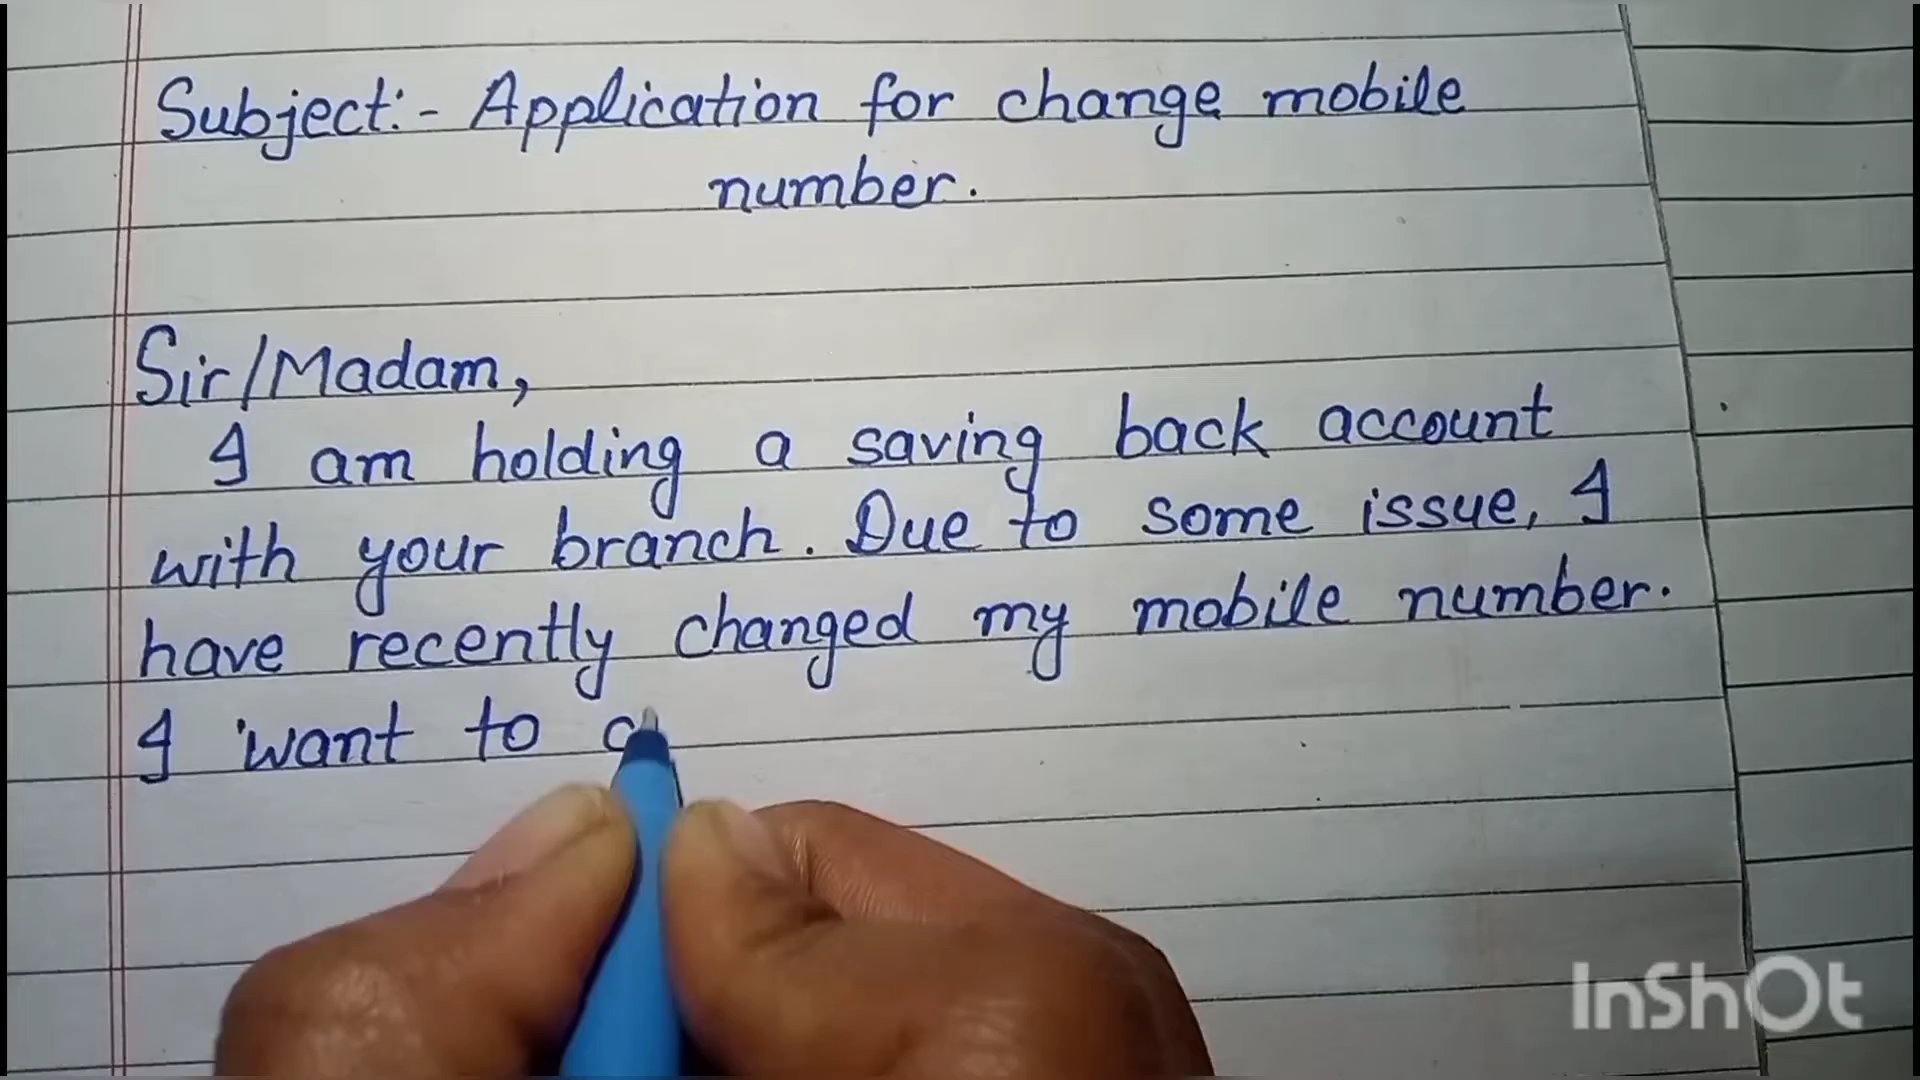 Subject:- Application for change mobile
number.
Sir/Madam,
I am holding a saving back account
with your branch. Due to some issue, I
have recently changed my mobile number.
I want to
InShOt